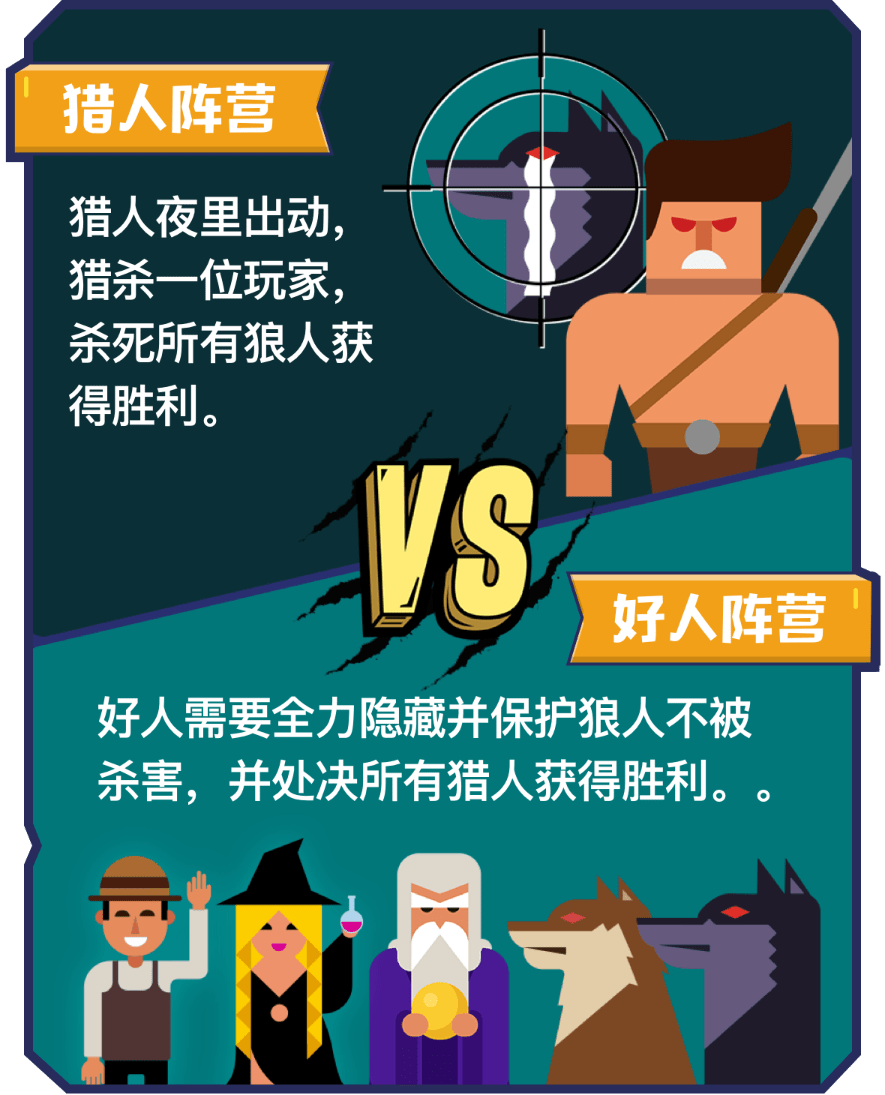 猎人阵营
猎人夜里出动，
猎杀一位玩家，
杀死所有狼人获
得胜利。
VS
好人阵营
好人需要全力隐藏并保护狼人不被
杀害，并处决所有猎人获得胜利。。